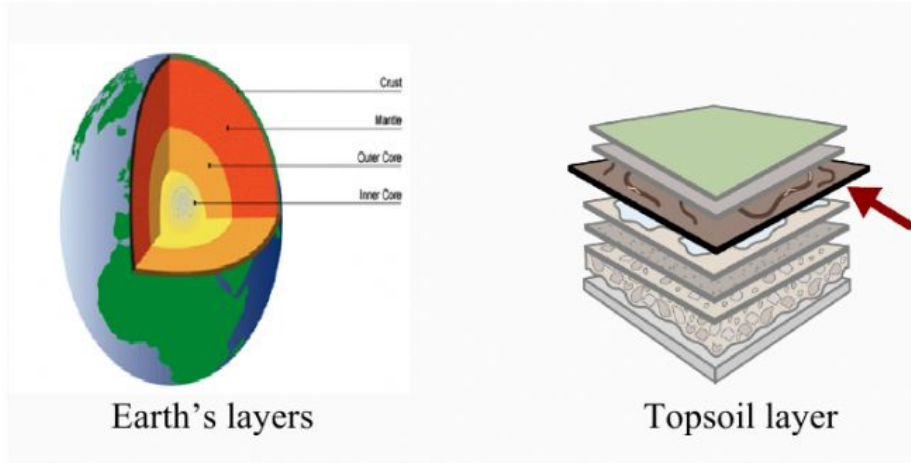 Crust
Mantle
Outer Core
Inner Core
Earth's layers
Topsoil layer